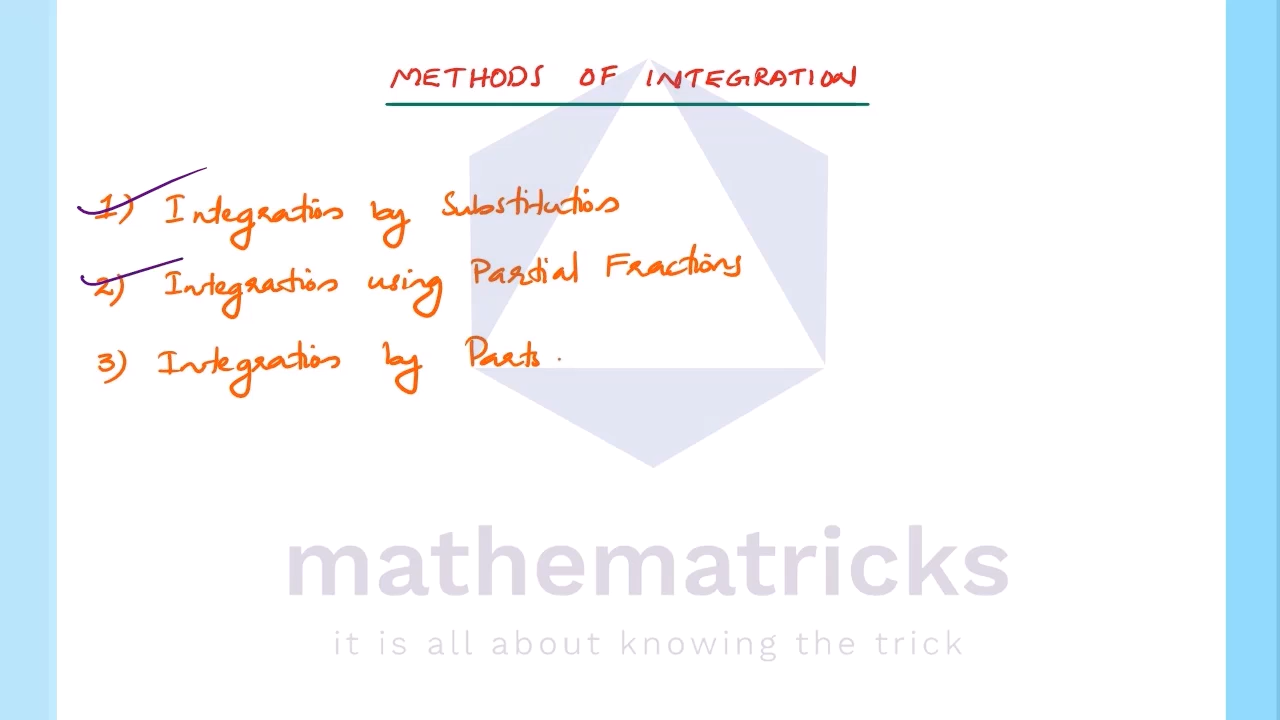 METHODS OF INTEGRATION
1) Integration by Substitution
2) Integration using Partial Fractions
3) Integration by Parts.
mathematricks
it is all about knowing the trick